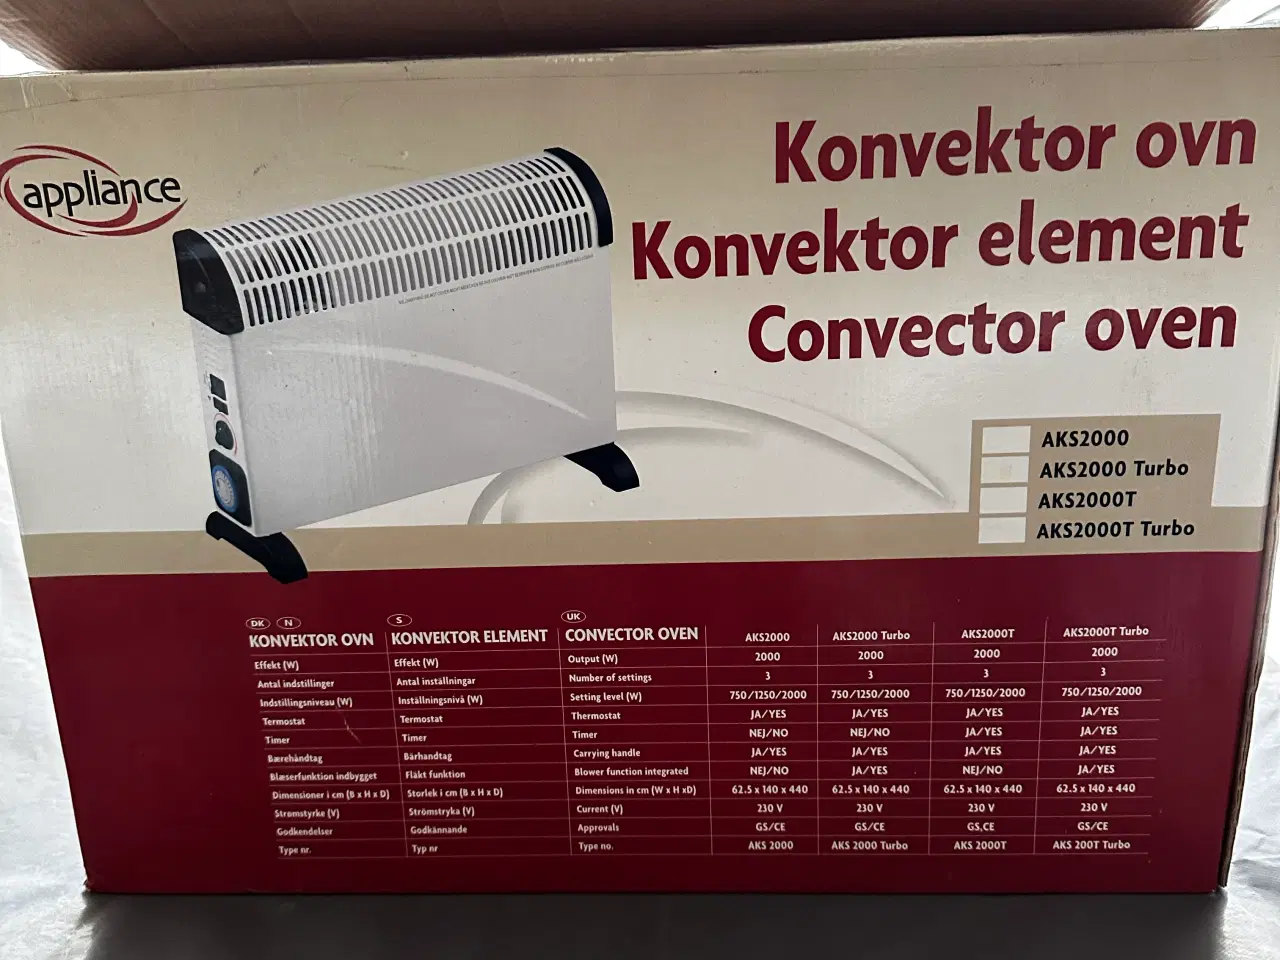 appliance
Konvektor ovn
Konvektor element
Convector oven
AKS2000
AKS2000 Turbo
AKS2000T
AKS2000T Turbo
DK N S UK
KONVEKTOR OVN KONVEKTOR ELEMENT CONVECTOR OVEN AKS2000 AKS2000 Turbo AKS2000T AKS2000T Turbo
Effekt (W) Effekt (W) Output (W) 2000 2000 2000 2000
Antal indstillinger Antal inställningar Number of settings 3 3 3 3
Indstillingsniveau (W) Inställningsnivå (W) Setting level (W) 750/1250/2000 750/1250/2000 750/1250/2000 750/1250/2000
Termostat Termostat Thermostat JA/YES JA/YES JA/YES JA/YES
Timer Timer Timer NEJ/NO NEJ/NO JA/YES JA/YES
Bærehåndtag Bärhandtag Carrying handle JA/YES JA/YES JA/YES JA/YES
Blæserfunktion indbygget Fläkt funktion Blower function integrated NEJ/NO JA/YES NEJ/NO JA/YES
Dimensioner i cm (B x H x D) Storlek i cm (B x H x D) Dimensions in cm (W x H xD) 62.5 x 140 x 440 62.5 x 140 x 440 62.5 x 140 x 440 62.5 x 140 x 440
Strømstyrke (V) Strömstryka (V) Current (V) 230 V 230 V 230 V 230 V
Godkendelser Godkännande Approvals GS/CE GS/CE GS,CE GS/CE
Type nr. Typ nr Type no. AKS 2000 AKS 2000 Turbo AKS 2000T AKS 200T Turbo